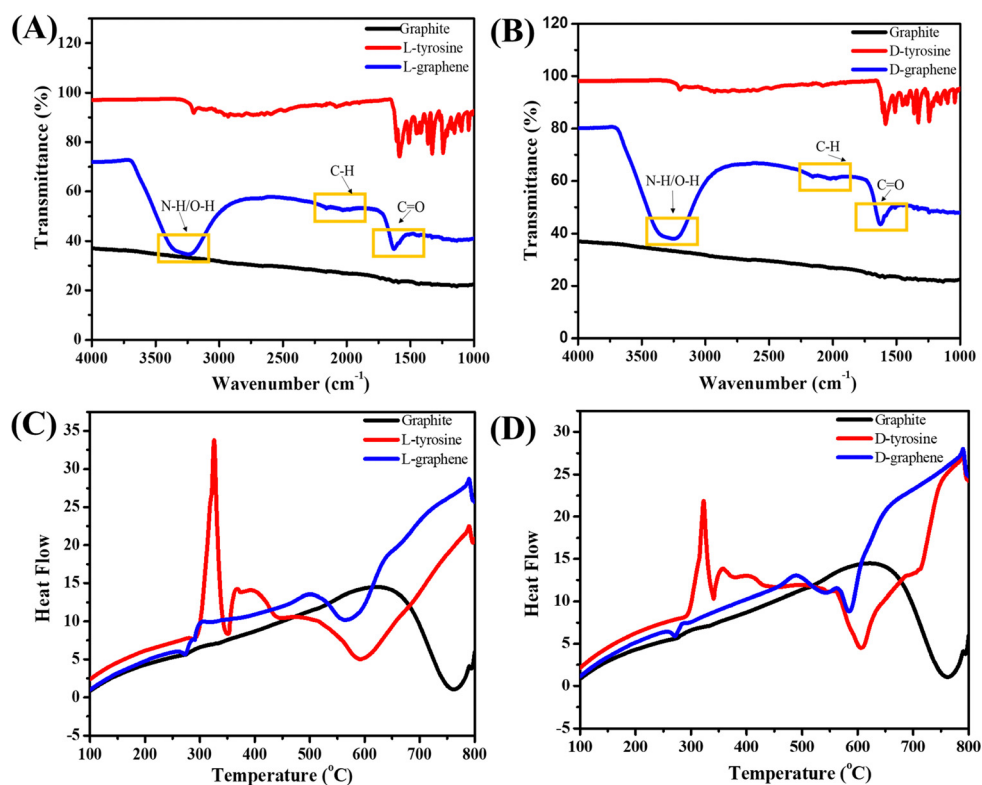 (A)
120
100
80
60
40
20
0
Transmittance (%)
Graphite
L-tyrosine
L-graphene
N-H/O-H
C-H
C=O
4000 3500 3000 2500 2000 1500 1000
Wavenumber (cm-1)
(B)
120
100
80
60
40
20
0
Transmittance (%)
Graphite
D-tyrosine
D-graphene
N-H/O-H
C-H
C=O
4000 3500 3000 2500 2000 1500 1000
Wavenumber (cm-1)
(C)
35
30
25
20
15
10
5
0
-5
Heat Flow
Graphite
L-tyrosine
L-graphene
100 200 300 400 500 600 700 800
Temperature (oC)
(D)
30
25
20
15
10
5
0
-5
Heat Flow
Graphite
D-tyrosine
D-graphene
100 200 300 400 500 600 700 800
Temperature (oC)